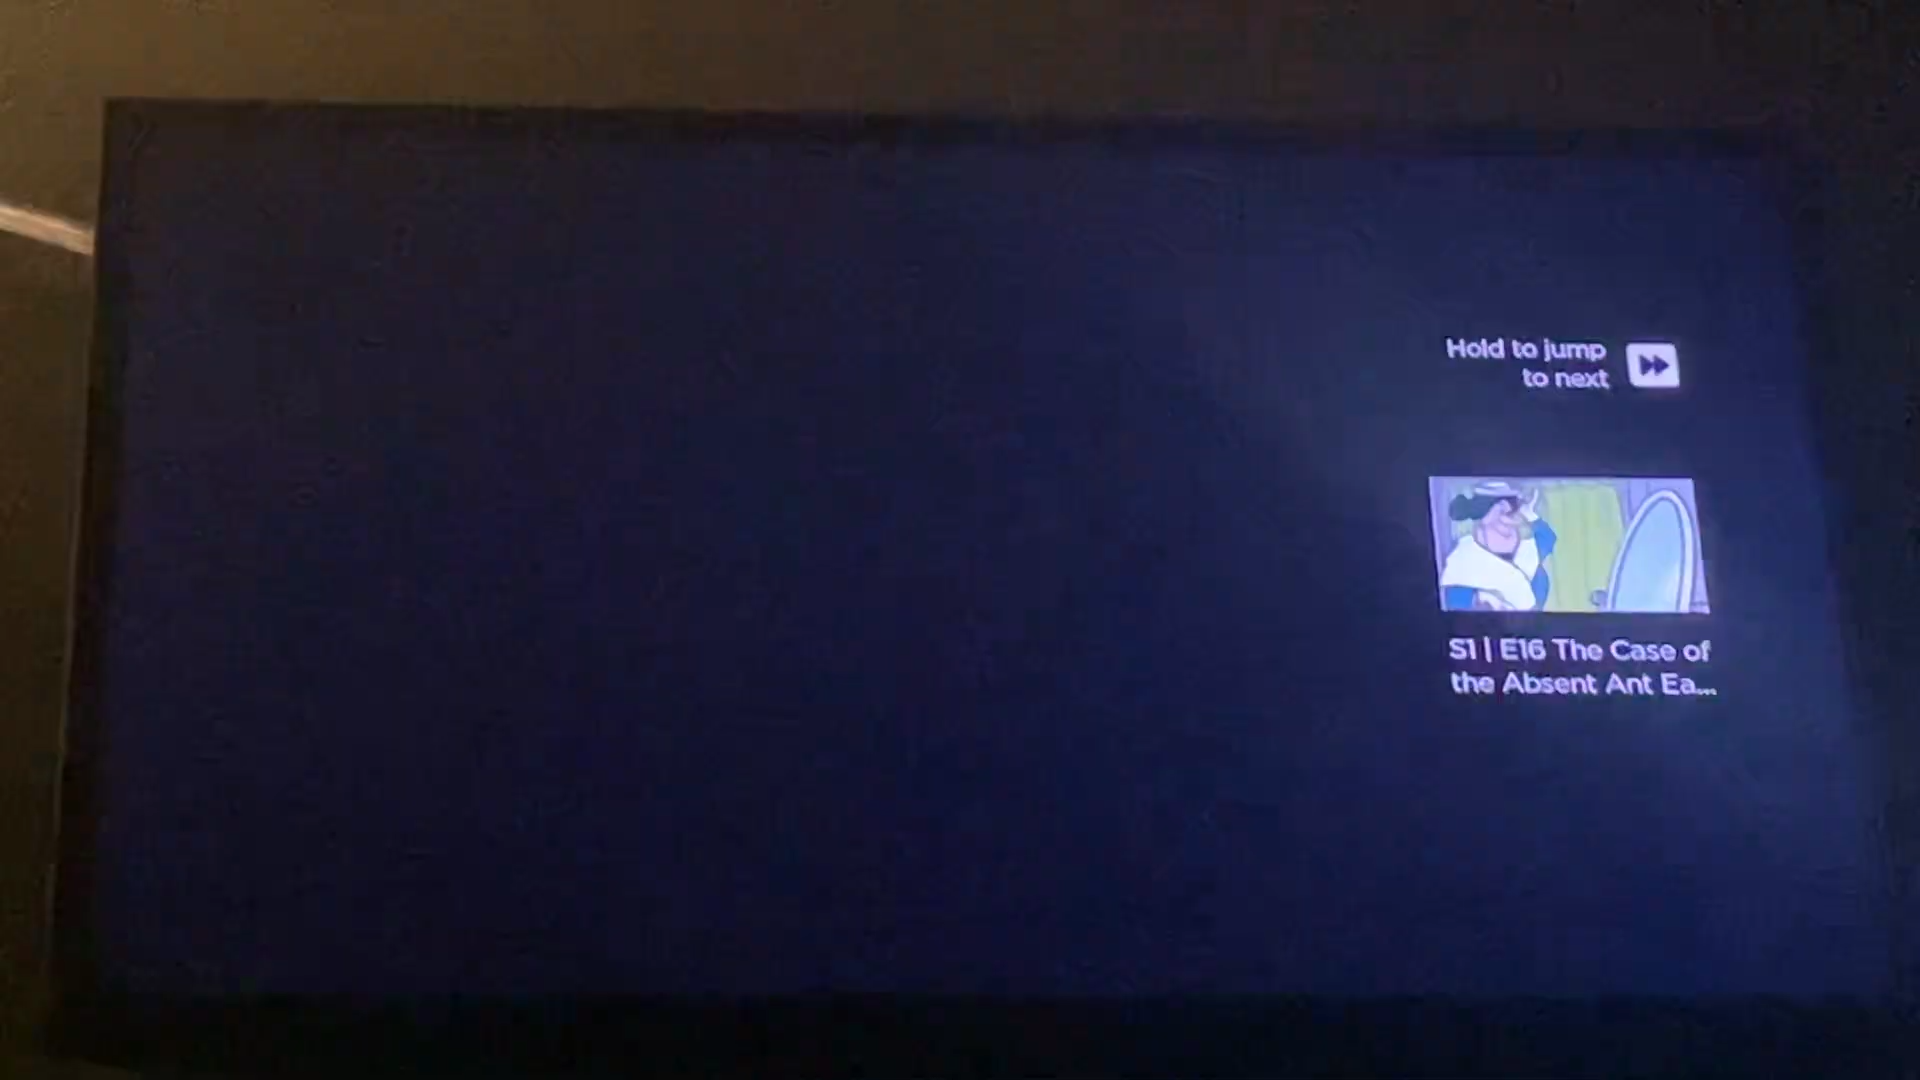 Hold to jump
to next
S1 | E16 The Case of
the Absent Ant Ea...